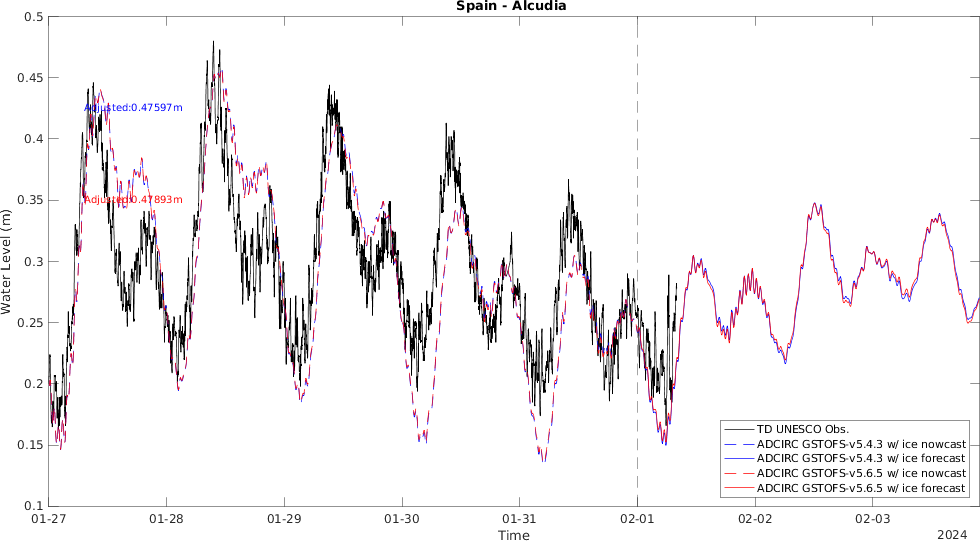 Spain - Alcudia
0.5
0.45
0.4
0.35
0.3
0.25
0.2
0.15
0.1
Water Level (m)
Adjusted:0.47597m
Adjusted:0.47893m
TD UNESCO Obs.
ADCIRC GSTOFS-v5.4.3 w/ ice nowcast
ADCIRC GSTOFS-v5.4.3 w/ ice forecast
ADCIRC GSTOFS-v5.6.5 w/ ice nowcast
ADCIRC GSTOFS-v5.6.5 w/ ice forecast
01-27 01-28 01-29 01-30 01-31 02-01 02-02 02-03
Time
2024